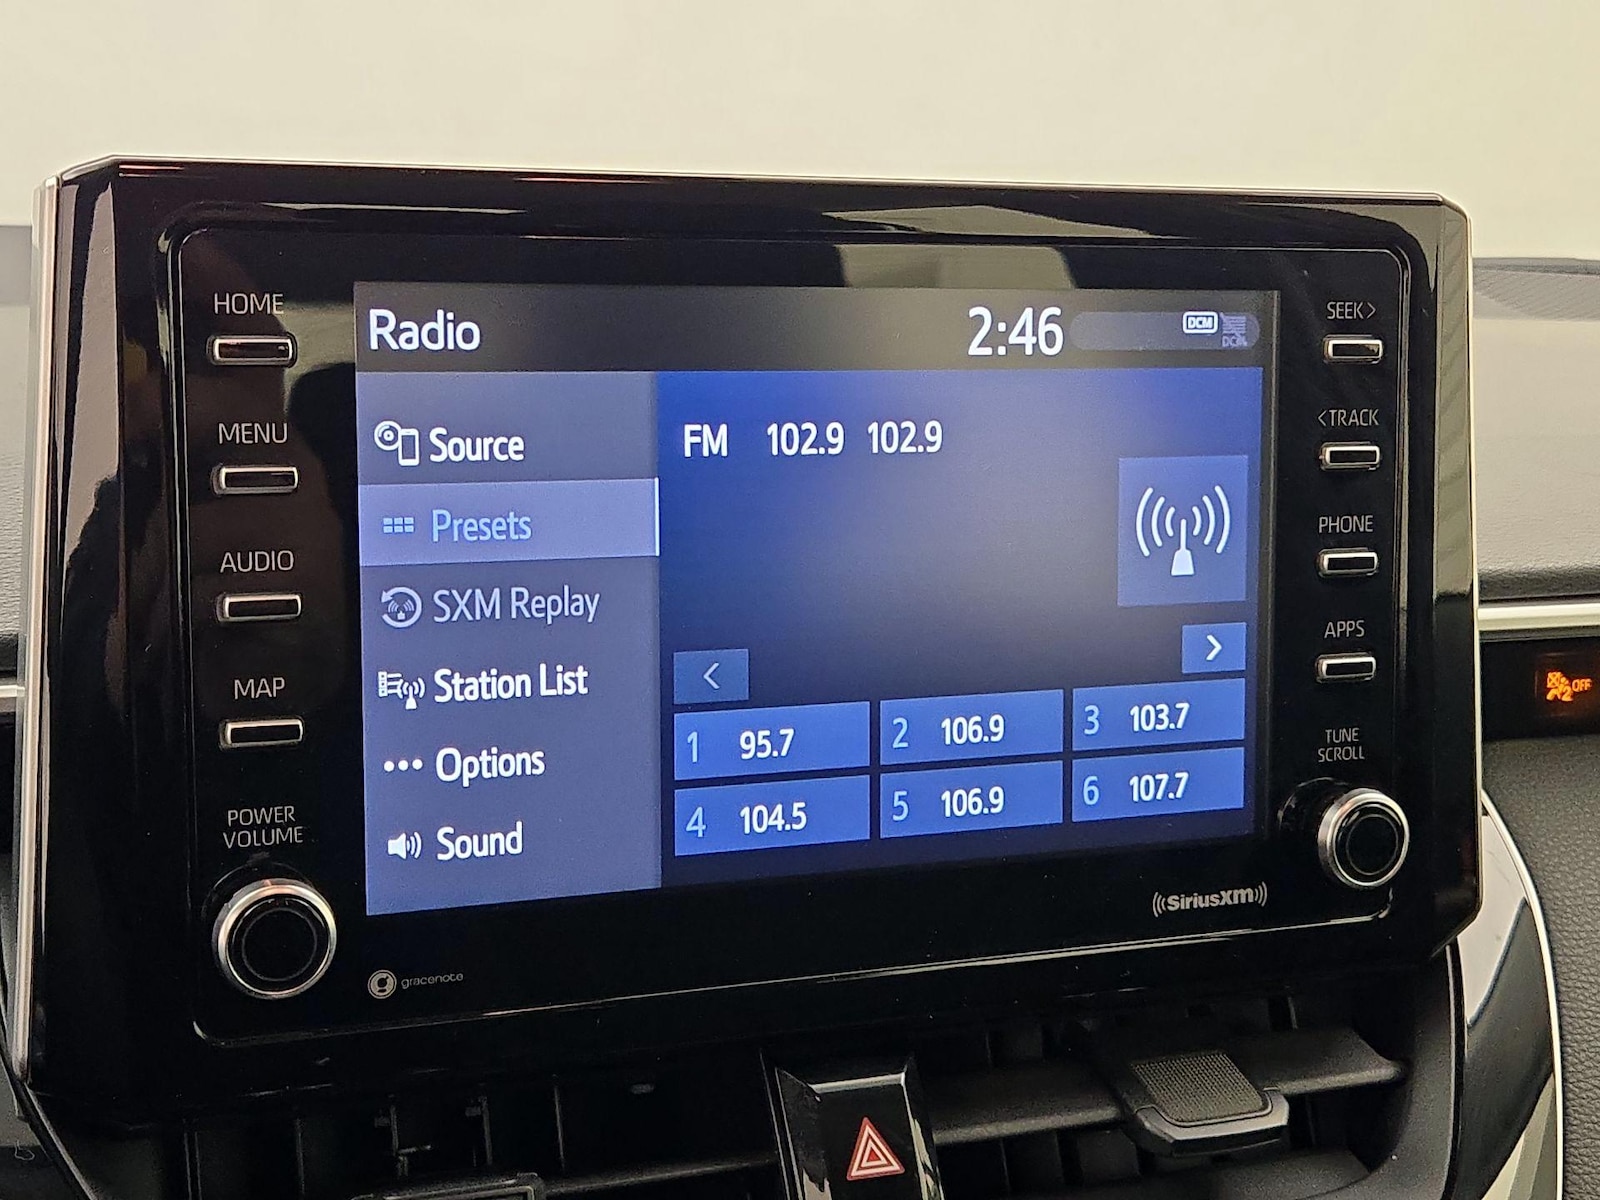 HOME
MENU
AUDIO
MAP
POWER
VOLUME
Radio
2:46
DCM
DCM
Source
Presets
SXM Replay
Station List
Options
Sound
FM 102.9 102.9
<
>
1 95.7
2 106.9
3 103.7
4 104.5
5 106.9
6 107.7
SEEK>
<TRACK
PHONE
APPS
TUNE
SCROLL
SiriusXM
gracenote
OFF